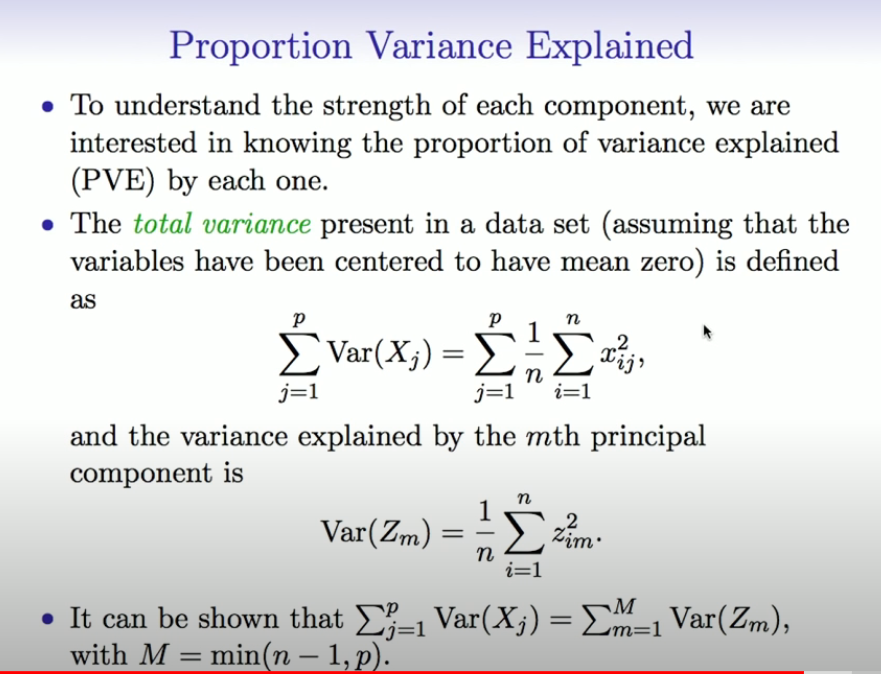 Proportion Variance Explained
• To understand the strength of each component, we are
interested in knowing the proportion of variance explained
(PVE) by each one.
• The total variance present in a data set (assuming that the
variables have been centered to have mean zero) is defined
as
$\sum_{j=1}^{p} \text{Var}(X_j) = \sum_{j=1}^{p} \frac{1}{n} \sum_{i=1}^{n} x_{ij}^2,$
and the variance explained by the $m$th principal
component is
$\text{Var}(Z_m) = \frac{1}{n} \sum_{i=1}^{n} z_{im}^2.$
• It can be shown that $\sum_{j=1}^{p} \text{Var}(X_j) = \sum_{m=1}^{M} \text{Var}(Z_m),$
with $M = \min(n - 1, p).$